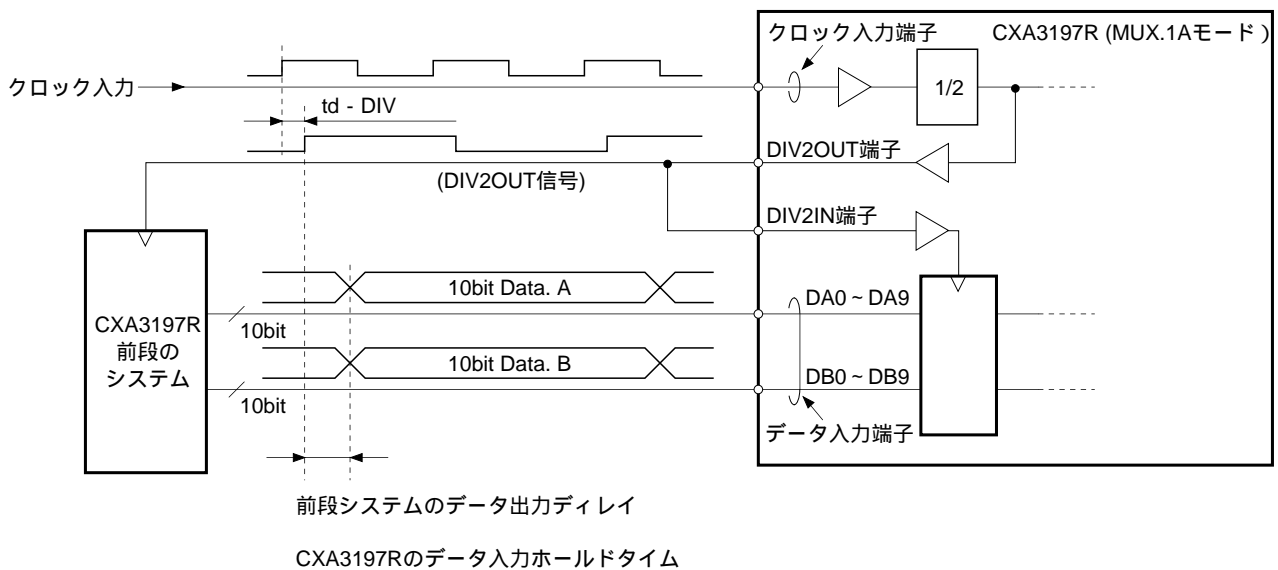 クロック入力端子
CXA3197R (MUX.1Aモード)
クロック入力
1/2
td - DIV
DIV2OUT端子
(DIV2OUT信号)
DIV2IN端子
10bit Data. A
DA0 ~ DA9
CXA3197R
前段の
システム
10bit
10bit Data. B
DB0 ~ DB9
10bit
データ入力端子
前段システムのデータ出力ディレイ
CXA3197Rのデータ入力ホールドタイム